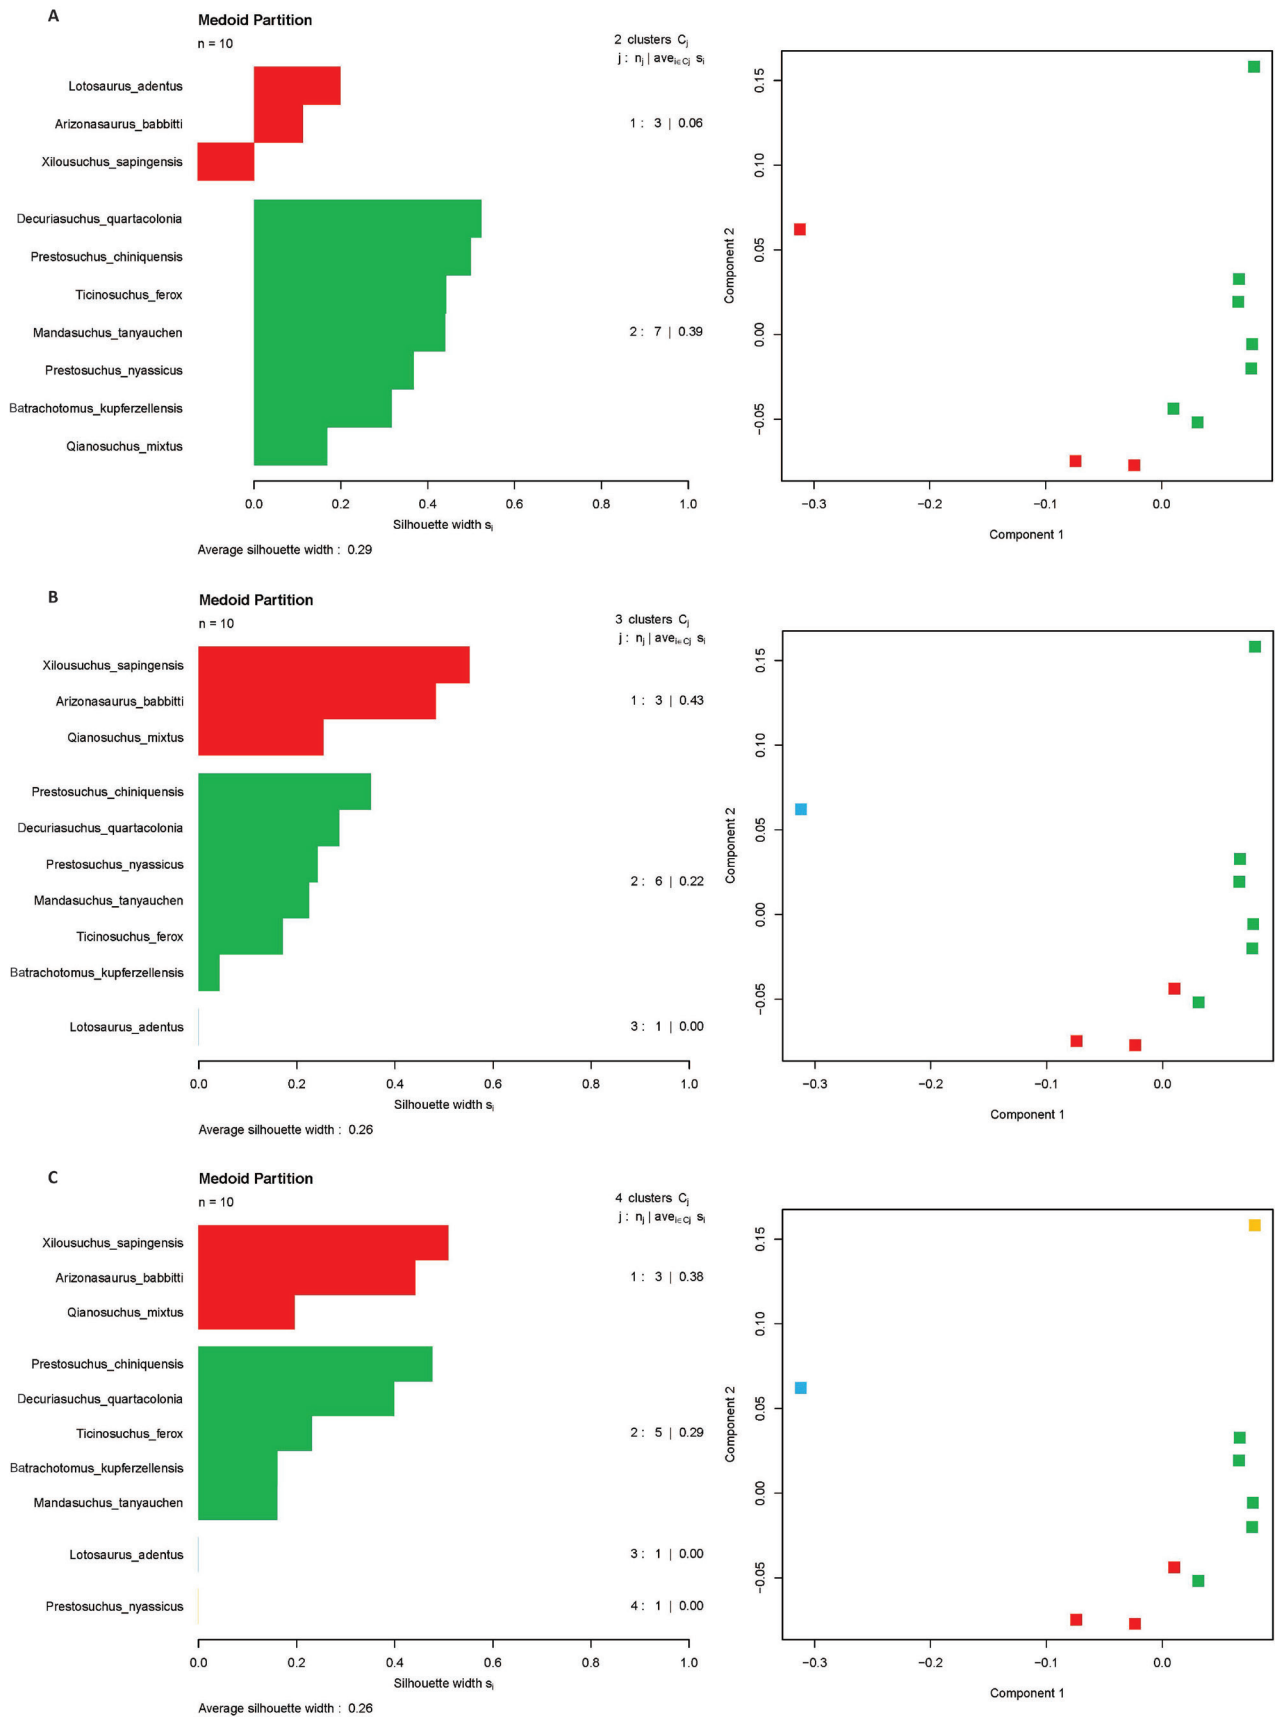 A
Medoid Partition
n = 10
2 clusters Cj
j : nj | avei∈Cj si
Lotosaurus_adentus
Arizonasaurus_babbitti
1 : 3 | 0.06
Xilousuchus_sapingensis
Decuriasuchus_quartacolonia
Prestosuchus_chiniquensis
Ticinosuchus_ferox
Mandasuchus_tanyauchen
2 : 7 | 0.39
Prestosuchus_nyassicus
Batrachotomus_kupferzellensis
Qianosuchus_mixtus
0.0 0.2 0.4 0.6 0.8 1.0
Silhouette width si
Average silhouette width : 0.29
0.15
0.10
0.05
0.00
−0.05
Component 2
−0.3 −0.2 −0.1 0.0
Component 1
B
Medoid Partition
n = 10
3 clusters Cj
j : nj | avei∈Cj si
Xilousuchus_sapingensis
Arizonasaurus_babbitti
1 : 3 | 0.43
Qianosuchus_mixtus
Prestosuchus_chiniquensis
Decuriasuchus_quartacolonia
Prestosuchus_nyassicus
2 : 6 | 0.22
Mandasuchus_tanyauchen
Ticinosuchus_ferox
Batrachotomus_kupferzellensis
Lotosaurus_adentus
3 : 1 | 0.00
0.0 0.2 0.4 0.6 0.8 1.0
Silhouette width si
Average silhouette width : 0.26
0.15
0.10
0.05
0.00
−0.05
Component 2
−0.3 −0.2 −0.1 0.0
Component 1
C
Medoid Partition
n = 10
4 clusters Cj
j : nj | avei∈Cj si
Xilousuchus_sapingensis
Arizonasaurus_babbitti
1 : 3 | 0.38
Qianosuchus_mixtus
Prestosuchus_chiniquensis
Decuriasuchus_quartacolonia
Ticinosuchus_ferox
2 : 5 | 0.29
Batrachotomus_kupferzellensis
Mandasuchus_tanyauchen
Lotosaurus_adentus
3 : 1 | 0.00
Prestosuchus_nyassicus
4 : 1 | 0.00
0.0 0.2 0.4 0.6 0.8 1.0
Silhouette width si
Average silhouette width : 0.26
0.15
0.10
0.05
0.00
−0.05
Component 2
−0.3 −0.2 −0.1 0.0
Component 1